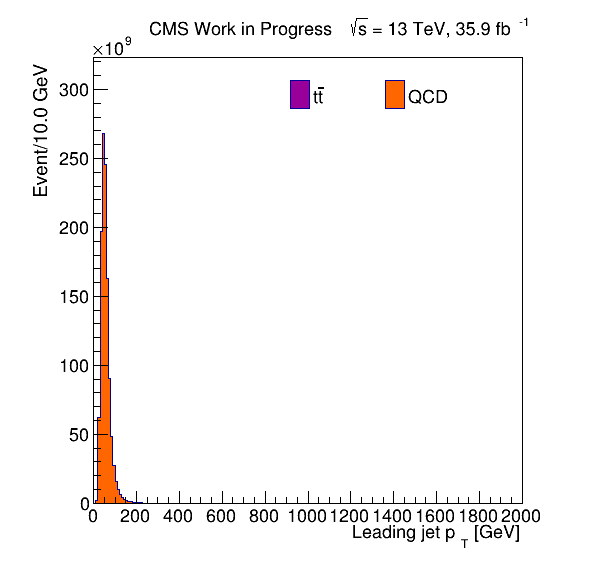 CMS Work in Progress √s = 13 TeV, 35.9 fb⁻¹
×10⁹
Event/10.0 GeV
tt̅
QCD
300
250
200
150
100
50
0
0 200 400 600 800 1000 1200 1400 1600 1800 2000
Leading jet p_T [GeV]